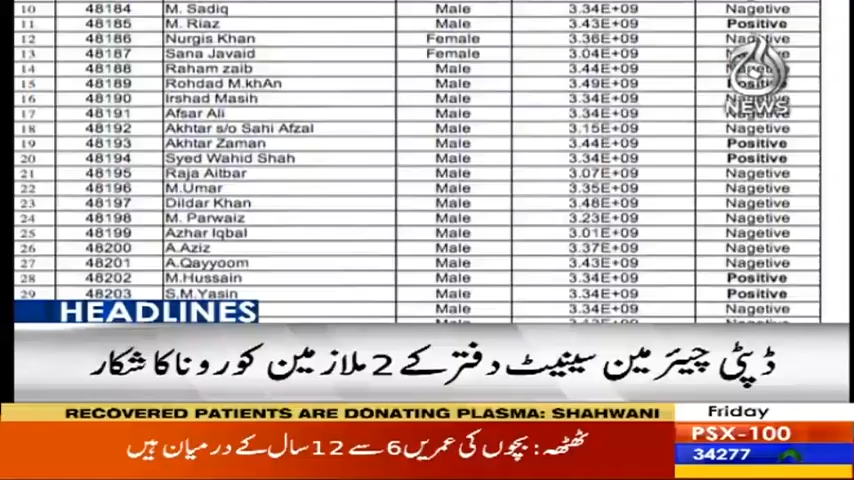 10 48184 M. Sadiq Male 3.34E+09 Nagetive
11 48185 M. Riaz Male 3.43E+09 Positive
12 48186 Nurgis Khan Female 3.36E+09 Nagetive
13 48187 Sana Javaid Female 3.04E+09 Nagetive
14 48188 Raham zaib Male 3.44E+09
15 48189 Rohdad M.khAn Male 3.49E+09
16 48190 Irshad Masih Male 3.34E+09
17 48191 Afsar Ali Male 3.34E+09
18 48192 Akhtar s/o Sahi Afzal Male 3.15E+09 Nagetive
19 48193 Akhtar Zaman Male 3.44E+09 Positive
20 48194 Syed Wahid Shah Male 3.34E+09 Positive
21 48195 Raja Aitbar Male 3.07E+09 Nagetive
22 48196 M.Umar Male 3.35E+09 Nagetive
23 48197 Dildar Khan Male 3.48E+09 Nagetive
24 48198 M. Parwaiz Male 3.23E+09 Nagetive
25 48199 Azhar Iqbal Male 3.01E+09 Nagetive
26 48200 A.Aziz Male 3.37E+09 Nagetive
27 48201 A.Qayyoom Male 3.43E+09 Nagetive
28 48202 M.Hussain Male 3.34E+09 Positive
29 48203 S.M.Yasin Male 3.34E+09 Positive
Male 3.34E+09 Nagetive
NEWS
HEADLINES
ڈپٹی چیئرمین سینیٹ دفتر کے 2 ملازمین کورونا کا شکار
RECOVERED PATIENTS ARE DONATING PLASMA: SHAHWANI
Friday
ٹھٹھہ: بچوں کی عمریں 6 سے 12 سال کے درمیان ہیں
PSX-100
34277